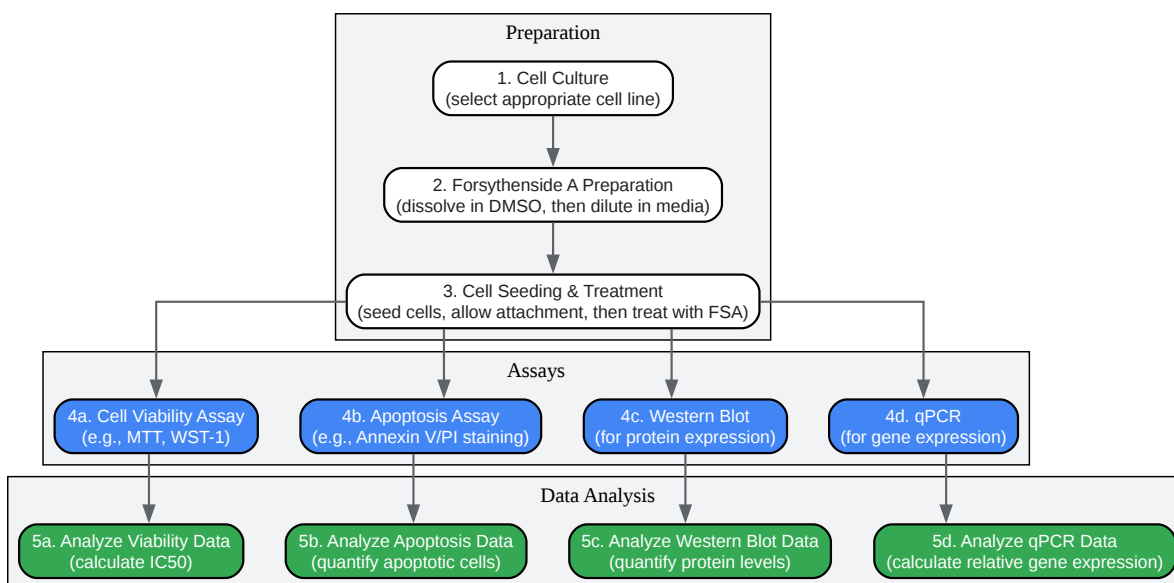 Preparation
1. Cell Culture
(select appropriate cell line)
2. Forsythenside A Preparation
(dissolve in DMSO, then dilute in media)
3. Cell Seeding & Treatment
(seed cells, allow attachment, then treat with FSA)
Assays
4a. Cell Viability Assay
(e.g., MTT, WST-1)
4b. Apoptosis Assay
(e.g., Annexin V/PI staining)
4c. Western Blot
(for protein expression)
4d. qPCR
(for gene expression)
Data Analysis
5a. Analyze Viability Data
(calculate IC50)
5b. Analyze Apoptosis Data
(quantify apoptotic cells)
5c. Analyze Western Blot Data
(quantify protein levels)
5d. Analyze qPCR Data
(calculate relative gene expression)